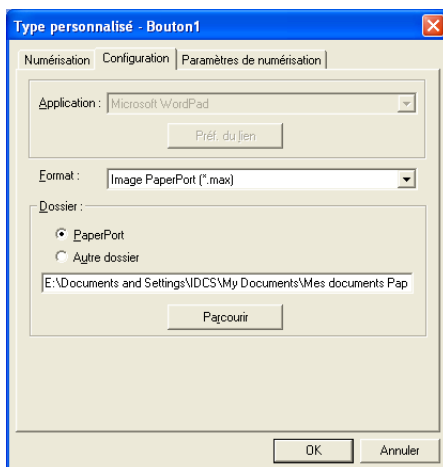 Type personnalisé - Bouton1
Numérisation Configuration Paramètres de numérisation
Application : Microsoft WordPad
Préf. du lien
Format : Image PaperPort (*.max)
Dossier :
PaperPort
Autre dossier
E:\Documents and Settings\IDCS\My Documents\Mes documents Pap
Parcourir
OK Annuler